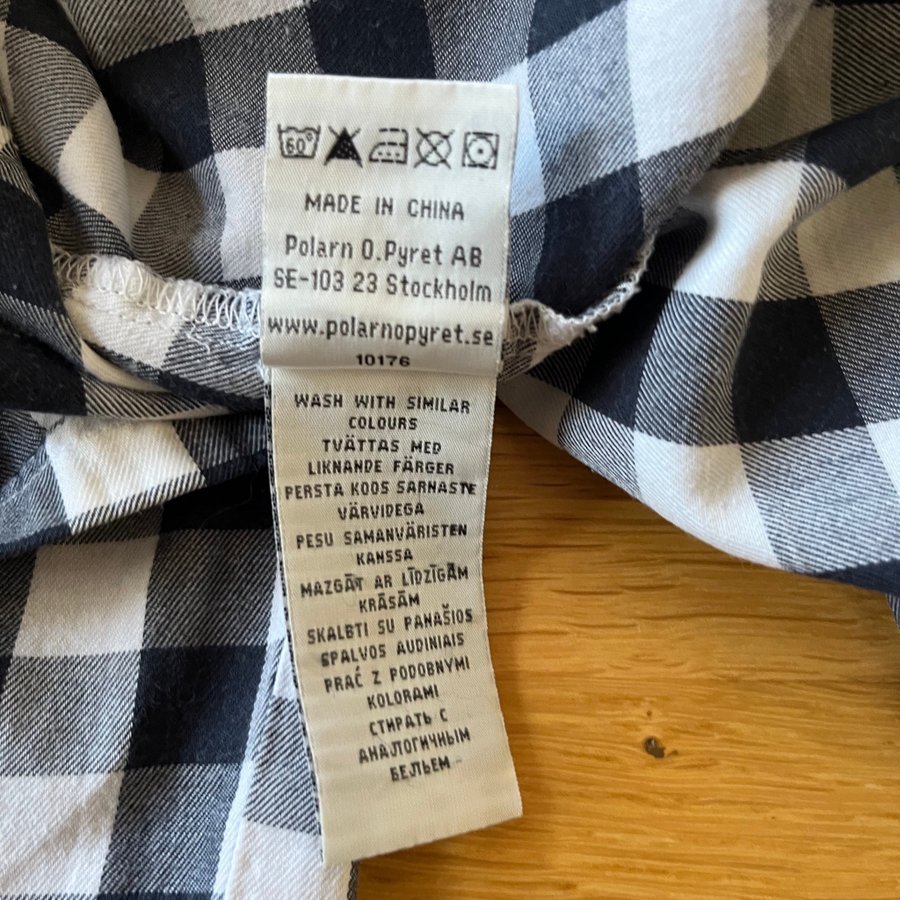 60°
MADE IN CHINA
Polarn O.Pyret AB
SE-103 23 Stockholm
www.polarnopyret.se
10176
WASH WITH SIMILAR
COLOURS
TVÄTTAS MED
LIKNANDE FÄRGER
PERSTA KOOS SARNASTE
VÄRVIDEGA
PESU SAMANVÄRISTEN
KANSSA
MAZGĀT AR LĪDZĪGĀM
KRĀSĀM
SKALBTI SU PANAŠIOS
SPALVOS AUDINIAIS
PRAĆ Z PODOBNYMI
KOLORAMI
СТИРАТЬ С
АНАЛОГИЧНЫМ
БЕЛЬЕМ